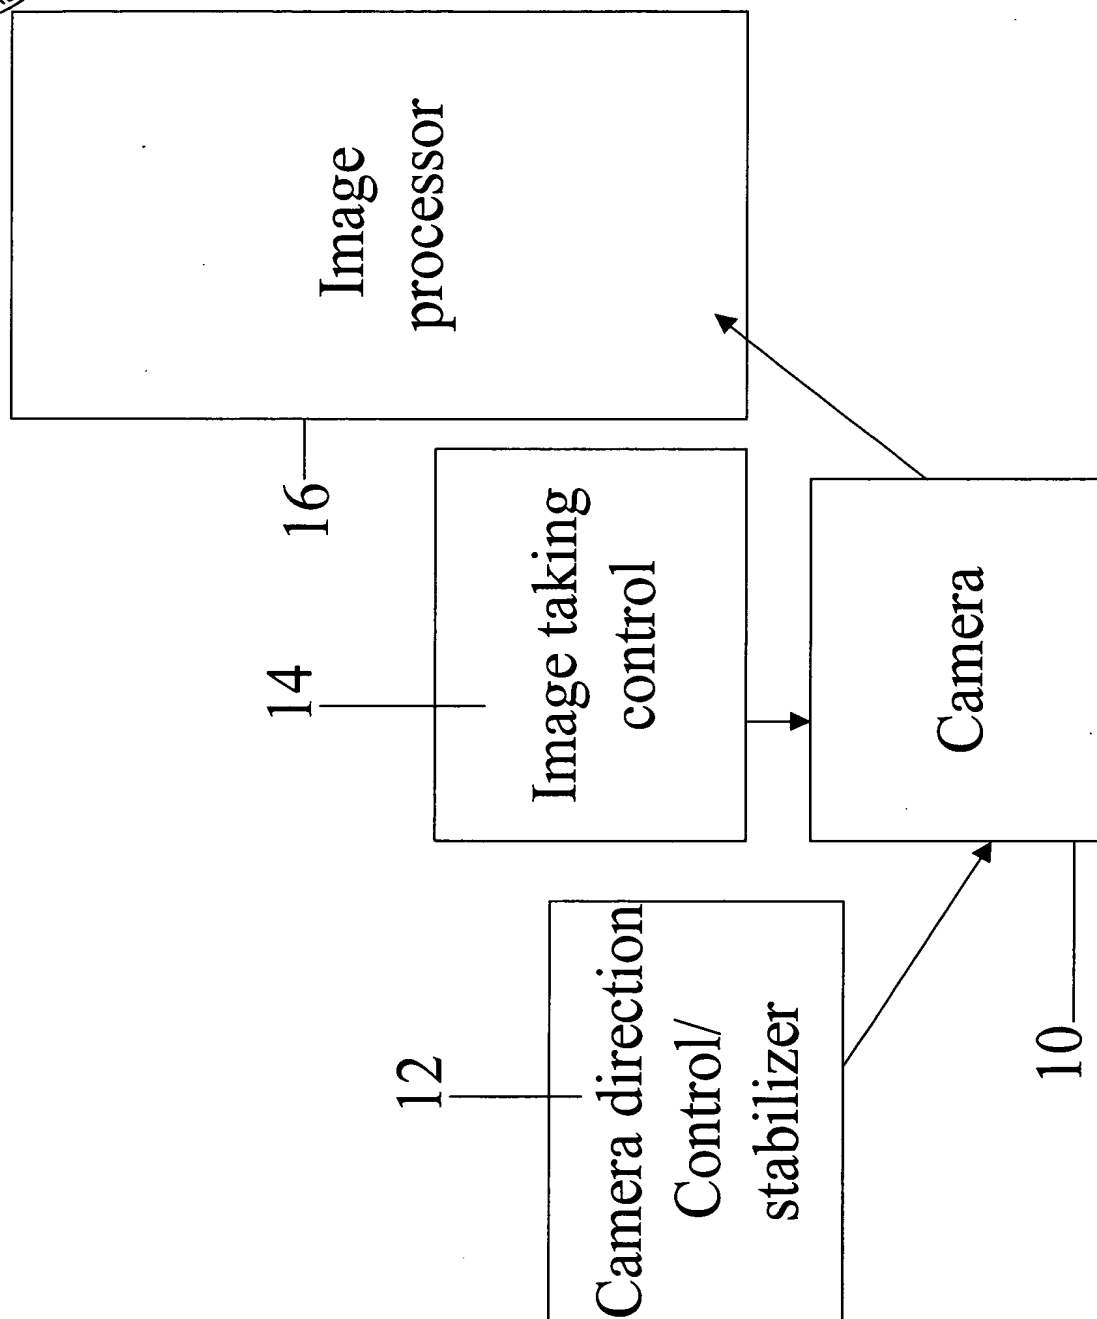 12
Camera direction
Control/
stabilizer
14
Image taking
control
16
Image
processor
10
Camera